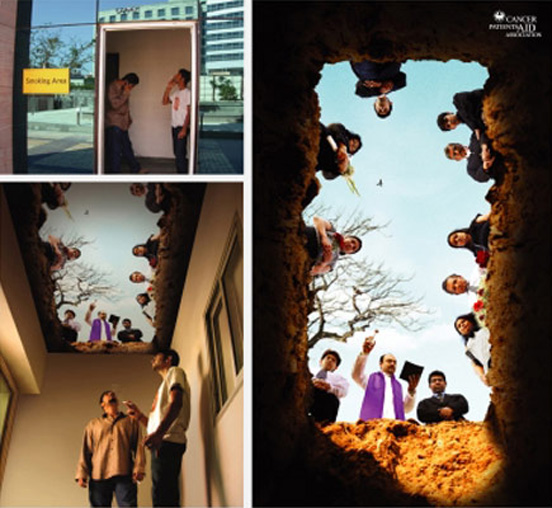 Smoking Area
CANCER
PATIENTS AID
ASSOCIATION